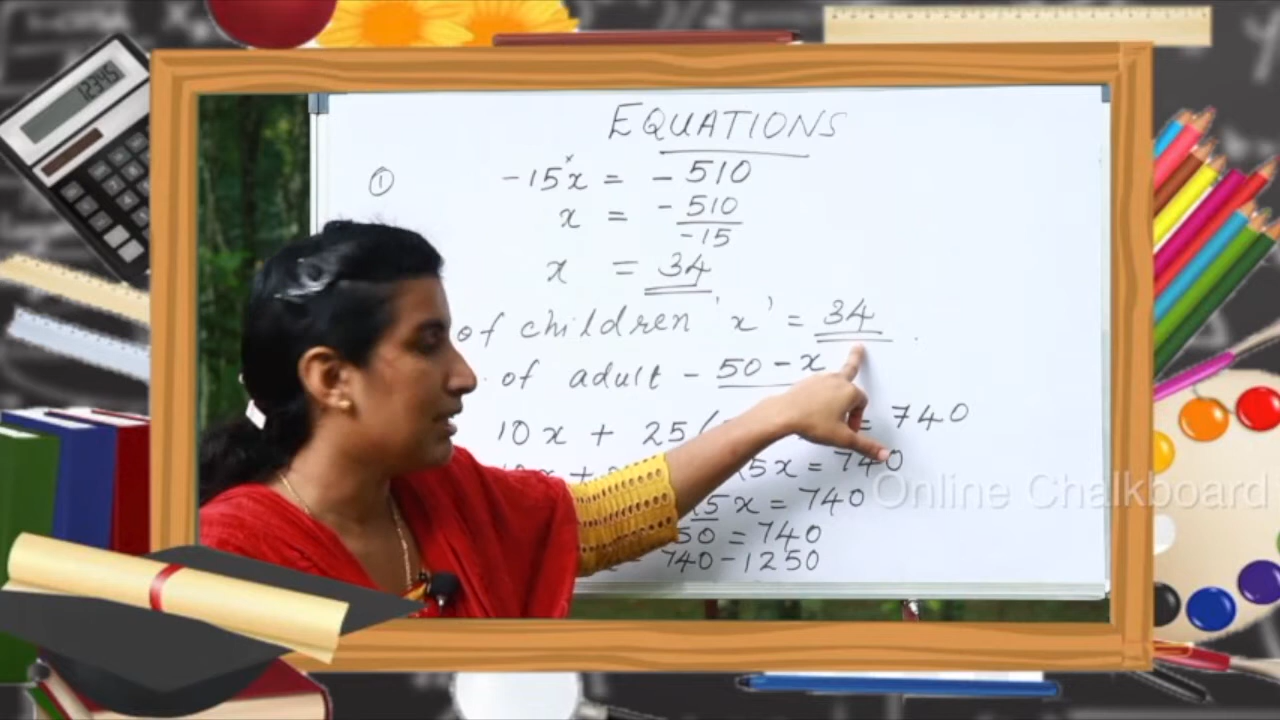 12345
EQUATIONS
① -15x = -510
x = -510
-15
x = 34
of children 'x' = 34
. of adult - 50 - x
10x + 25( = 740
5x = 740
5x = 740
50 = 740
740 - 1250
Online Chalkboard